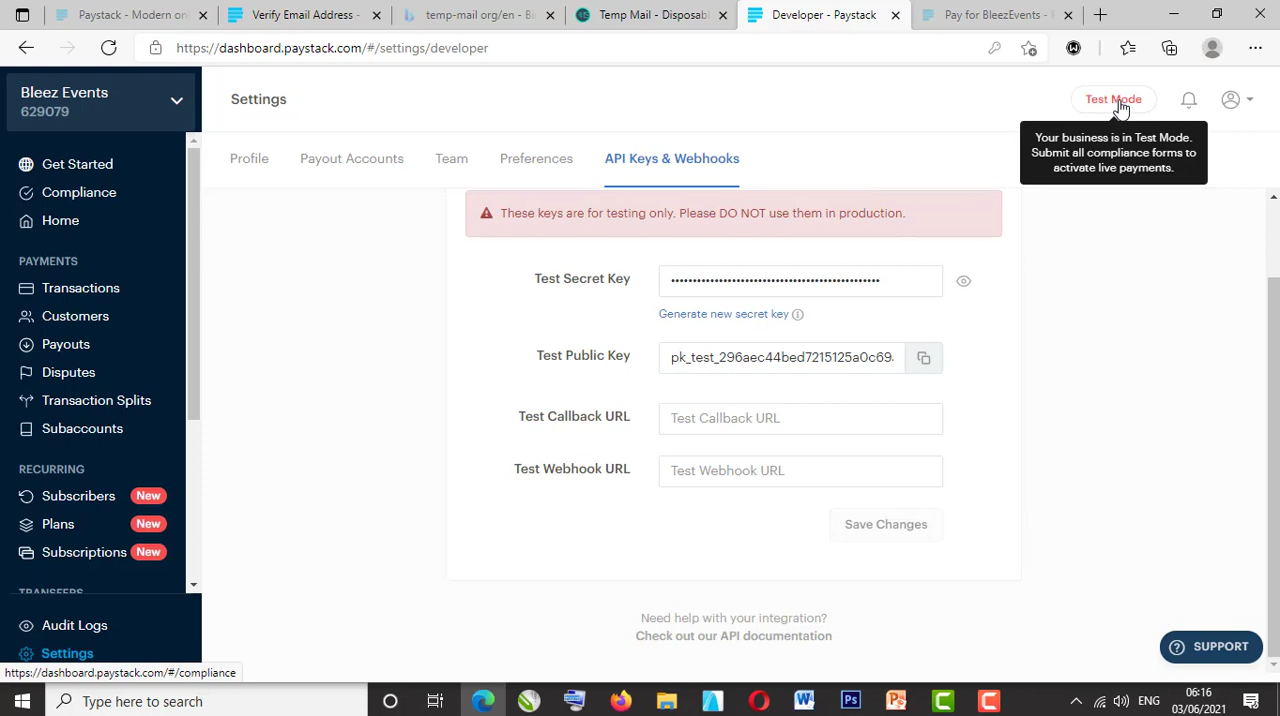 Paystack - Modern on
Verify Email Address -
temp-mail org/en - B
Temp Mail - Disposab
Developer - Paystack
Pay for BleezEvents - P
https://dashboard.paystack.com/#/settings/developer
Bleez Events
629079
Settings
Test Mode
Your business is in Test Mode.
Submit all compliance forms to
activate live payments.
Get Started
Compliance
Home
PAYMENTS
Transactions
Customers
Payouts
Disputes
Transaction Splits
Subaccounts
RECURRING
Subscribers New
Plans New
Subscriptions New
TRANSFERS
Audit Logs
Settings
Profile
Payout Accounts
Team
Preferences
API Keys & Webhooks
These keys are for testing only. Please DO NOT use them in production.
Test Secret Key
Generate new secret key
Test Public Key
pk_test_296aec44bed7215125a0c69
Test Callback URL
Test Callback URL
Test Webhook URL
Test Webhook URL
Save Changes
Need help with your integration?
Check out our API documentation
SUPPORT
https://dashboard.paystack.com/#/compliance
Type here to search
ENG
06:16
03/06/2021